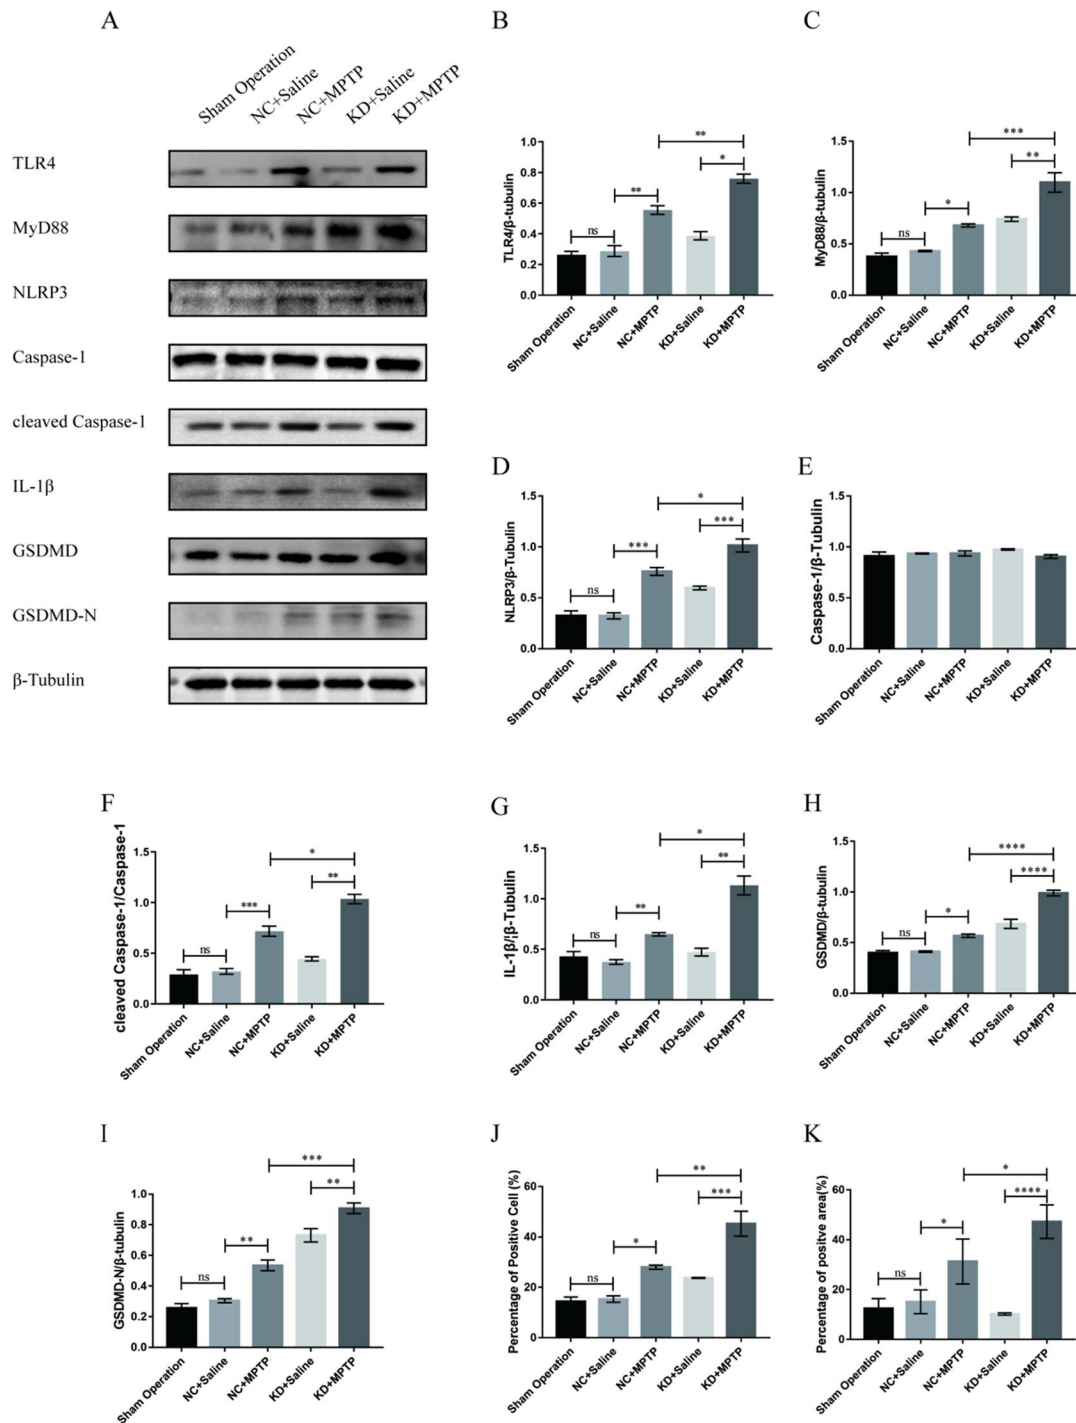 A
Sham Operation
NC+Saline
NC+MPTP
KD+Saline
KD+MPTP
TLR4
MyD88
NLRP3
Caspase-1
cleaved Caspase-1
IL-1β
GSDMD
GSDMD-N
β-Tubulin
B
TLR4/β-tubulin
1.0
0.8
0.6
0.4
0.2
0.0
ns
**
*
**
Sham Operation
NC+Saline
NC+MPTP
KD+Saline
KD+MPTP
C
MyD88/β-tubulin
1.5
1.0
0.5
0.0
ns
*
**
***
Sham Operation
NC+Saline
NC+MPTP
KD+Saline
KD+MPTP
D
NLRP3/β-Tubulin
1.5
1.0
0.5
0.0
ns
***
***
*
Sham Operation
NC+Saline
NC+MPTP
KD+Saline
KD+MPTP
E
Caspase-1/β-Tubulin
1.5
1.0
0.5
0.0
Sham Operation
NC+Saline
NC+MPTP
KD+Saline
KD+MPTP
F
cleaved Caspase-1/Caspase-1
1.5
1.0
0.5
0.0
ns
***
**
*
Sham Operation
NC+Saline
NC+MPTP
KD+Saline
KD+MPTP
G
IL-1β/¡β-Tubulin
1.5
1.0
0.5
0.0
ns
**
**
*
Sham Operation
NC+Saline
NC+MPTP
KD+Saline
KD+MPTP
H
GSDMD/β-tubulin
1.5
1.0
0.5
0.0
ns
*
****
****
Sham Operation
NC+Saline
NC+MPTP
KD+Saline
KD+MPTP
I
GSDMD-N/β-tubulin
1.0
0.8
0.6
0.4
0.2
0.0
ns
**
**
***
Sham Operation
NC+Saline
NC+MPTP
KD+Saline
KD+MPTP
J
Percentage of Positive Cell (%)
60
40
20
0
ns
*
***
**
Sham Operation
NC+Saline
NC+MPTP
KD+Saline
KD+MPTP
K
Percentage of positve area(%)
60
40
20
0
ns
*
****
*
Sham Operation
NC+Saline
NC+MPTP
KD+Saline
KD+MPTP